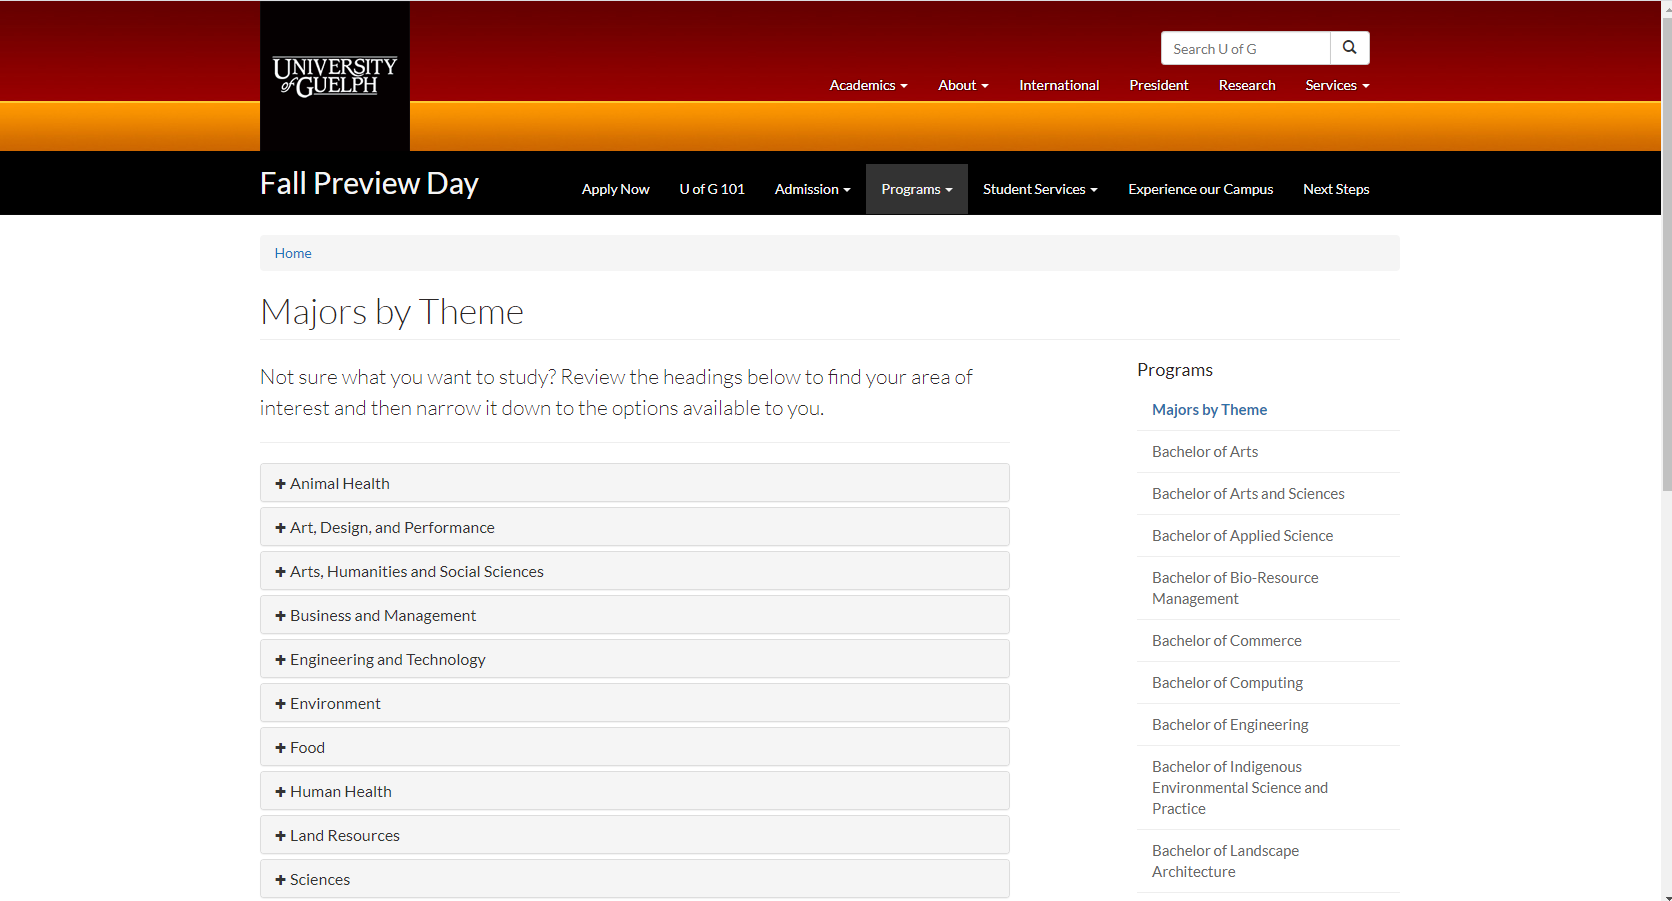 UNIVERSITY
of GUELPH
Search U of G
Academics About International President Research Services
Fall Preview Day
Apply Now U of G 101 Admission Programs Student Services Experience our Campus Next Steps
Home
Majors by Theme
Not sure what you want to study? Review the headings below to find your area of
interest and then narrow it down to the options available to you.
Animal Health
Art, Design, and Performance
Arts, Humanities and Social Sciences
Business and Management
Engineering and Technology
Environment
Food
Human Health
Land Resources
Sciences
Programs
Majors by Theme
Bachelor of Arts
Bachelor of Arts and Sciences
Bachelor of Applied Science
Bachelor of Bio-Resource
Management
Bachelor of Commerce
Bachelor of Computing
Bachelor of Engineering
Bachelor of Indigenous
Environmental Science and
Practice
Bachelor of Landscape
Architecture